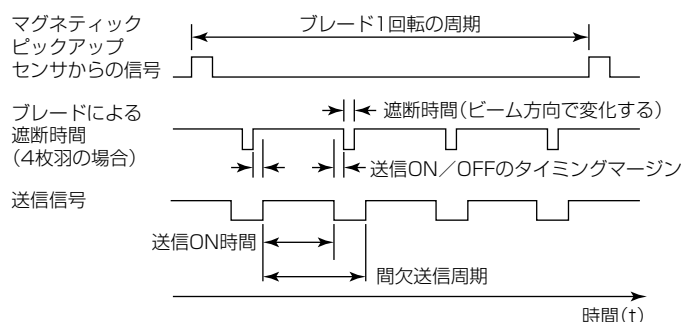 マグネティック
ピックアップ
センサからの信号
ブレード1回転の周期
ブレードによる
遮断時間
(4枚羽の場合)
遮断時間(ビーム方向で変化する)
送信ON/OFFのタイミングマージン
送信信号
送信ON時間
間欠送信周期
時間(t)